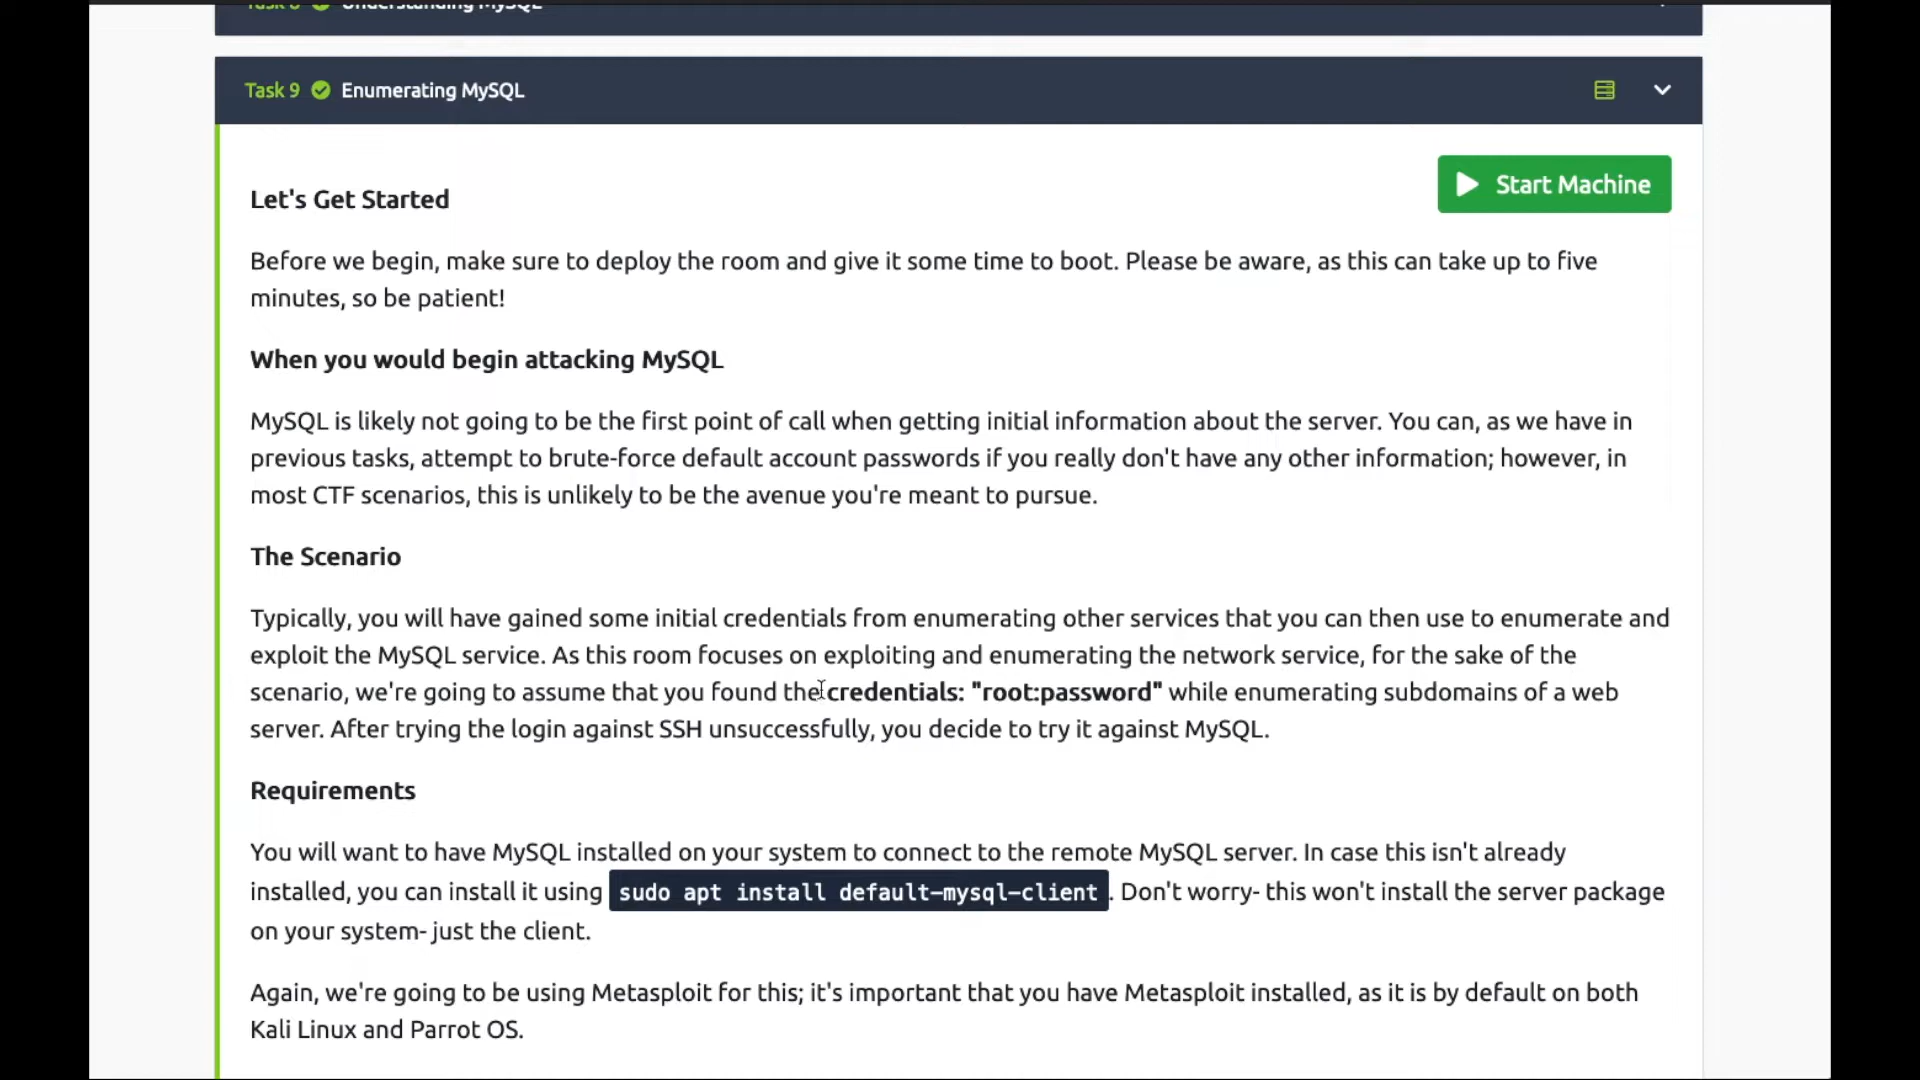 Task 8 Understanding MySQL
Task 9 Enumerating MySQL
Start Machine
Let's Get Started
Before we begin, make sure to deploy the room and give it some time to boot. Please be aware, as this can take up to five
minutes, so be patient!
When you would begin attacking MySQL
MySQL is likely not going to be the first point of call when getting initial information about the server. You can, as we have in
previous tasks, attempt to brute-force default account passwords if you really don't have any other information; however, in
most CTF scenarios, this is unlikely to be the avenue you're meant to pursue.
The Scenario
Typically, you will have gained some initial credentials from enumerating other services that you can then use to enumerate and
exploit the MySQL service. As this room focuses on exploiting and enumerating the network service, for the sake of the
scenario, we're going to assume that you found the credentials: "root:password" while enumerating subdomains of a web
server. After trying the login against SSH unsuccessfully, you decide to try it against MySQL.
Requirements
You will want to have MySQL installed on your system to connect to the remote MySQL server. In case this isn't already
installed, you can install it using sudo apt install default-mysql-client. Don't worry- this won't install the server package
on your system- just the client.
Again, we're going to be using Metasploit for this; it's important that you have Metasploit installed, as it is by default on both
Kali Linux and Parrot OS.